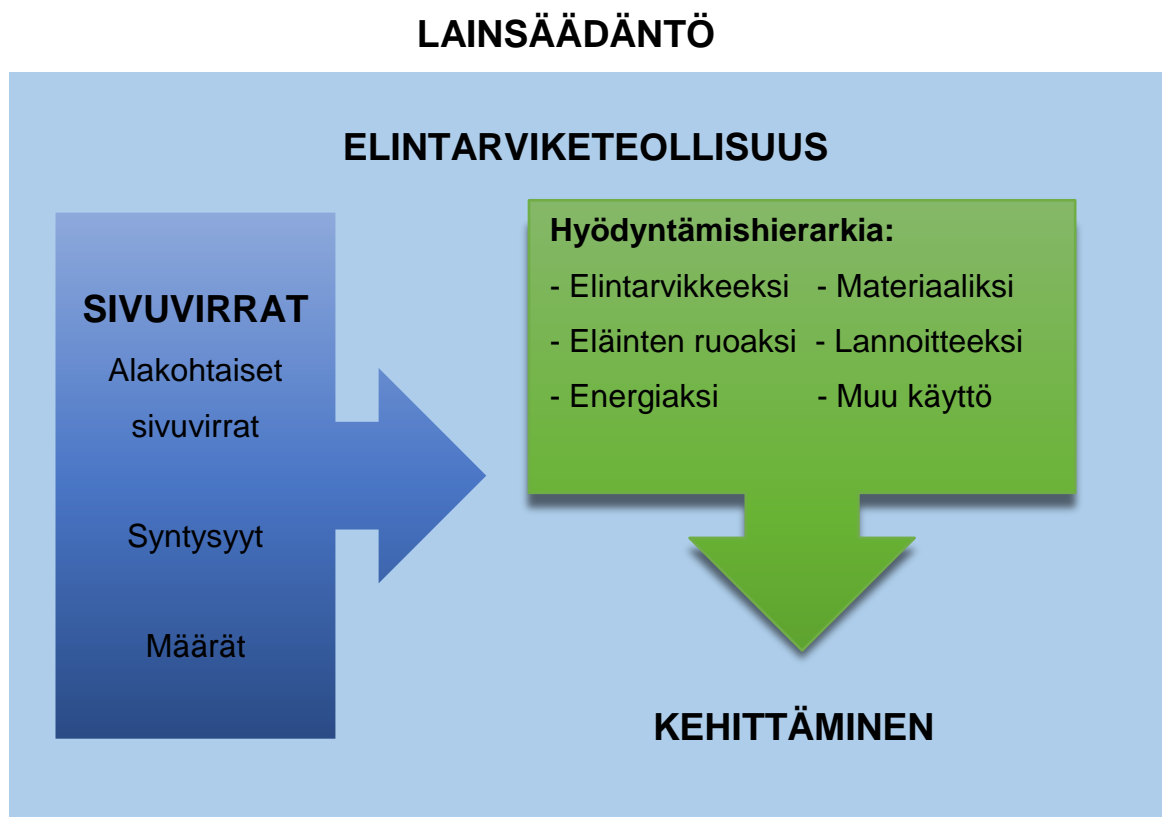 LAINSÄÄDÄNTÖ
ELINTARVIKETEOLLISUUS
SIVUVIRRAT
Alakohtaiset
sivuvirrat
Syntysyyt
Määrät
Hyödyntämishierarkia:
- Elintarvikkeeksi - Materiaaliksi
- Eläinten ruoaksi - Lannoitteeksi
- Energiaksi - Muu käyttö
KEHITTÄMINEN